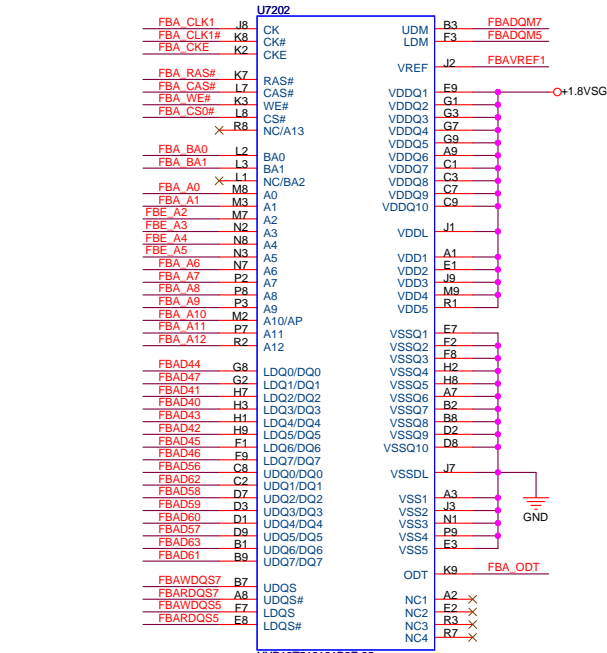 U7202
FBA_CLK1 J8 CK UDM B3 FBADQM7
FBA_CLK1# K8 CK# LDM F3 FBADQM5
FBA_CKE K2 CKE
VREF J2 FBAVREF1
FBA_RAS# K7 RAS# VDDQ1 E9 +1.8VSG
FBA_CAS# L7 CAS# VDDQ2 G1
FBA_WE# K3 WE# VDDQ3 G3
FBA_CS0# L8 CS# VDDQ4 G7
R8 NC/A13 VDDQ5 G9
VDDQ6 A9
FBA_BA0 L2 BA0 VDDQ7 C1
FBA_BA1 L3 BA1 VDDQ8 C3
L1 NC/BA2 VDDQ9 C7
FBA_A0 M8 A0 VDDQ10 C9
FBA_A1 M3 A1
FBE_A2 M7 A2
FBE_A3 N2 A3 VDDL J1
FBE_A4 N8 A4
FBE_A5 N3 A5 VDD1 A1
FBA_A6 N7 A6 VDD2 E1
FBA_A7 P2 A7 VDD3 J9
FBA_A8 P8 A8 VDD4 M9
FBA_A9 P3 A9 VDD5 R1
FBA_A10 M2 A10/AP
FBA_A11 P7 A11 VSSQ1 E7
FBA_A12 R2 A12 VSSQ2 F2
VSSQ3 F8
FBAD44 G8 LDQ0/DQ0 VSSQ4 H2
FBAD47 G2 LDQ1/DQ1 VSSQ5 H8
FBAD41 H7 LDQ2/DQ2 VSSQ6 A7
FBAD40 H3 LDQ3/DQ3 VSSQ7 B2
FBAD43 H1 LDQ4/DQ4 VSSQ8 B8
FBAD42 H9 LDQ5/DQ5 VSSQ9 D2
FBAD45 F1 LDQ6/DQ6 VSSQ10 D8
FBAD46 F9 LDQ7/DQ7
FBAD56 C8 UDQ0/DQ0 VSSDL J7
FBAD62 C2 UDQ1/DQ1
FBAD58 D7 UDQ2/DQ2 VSS1 A3
FBAD59 D3 UDQ3/DQ3 VSS2 J3 GND
FBAD60 D1 UDQ4/DQ4 VSS3 N1
FBAD57 D9 UDQ5/DQ5 VSS4 P9
FBAD63 B1 UDQ6/DQ6 VSS5 E3
FBAD61 B9 UDQ7/DQ7
ODT K9 FBA_ODT
FBAWDQS7 B7 UDQS
FBARDQS7 A8 UDQS# NC1 A2
FBAWDQS5 F7 LDQS NC2 E2
FBARDQS5 E8 LDQS# NC3 R3
NC4 R7